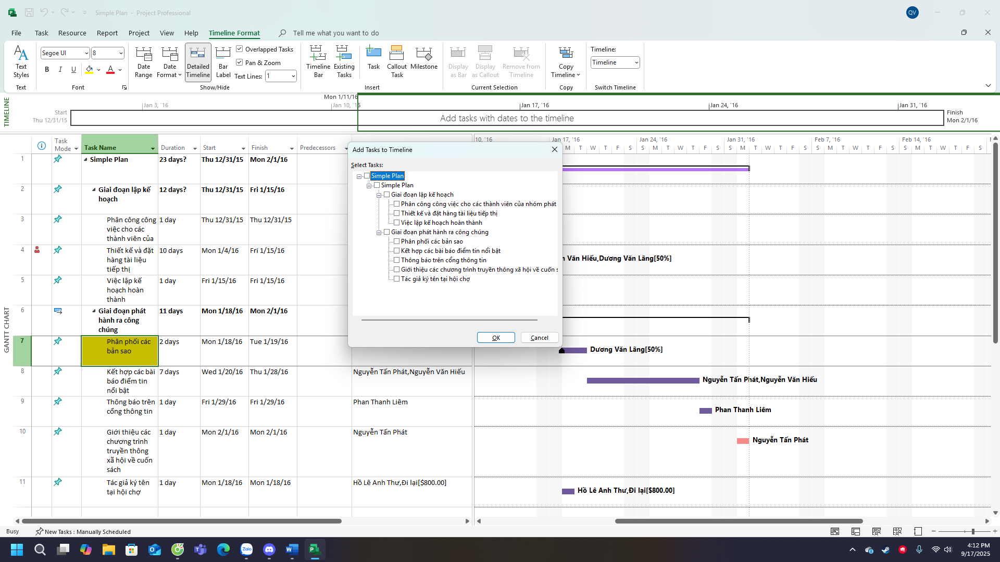 Simple Plan - Project Professional
QV
File Task Resource Report Project View Help Timeline Format Tell me what you want to do
Text Styles
Text
Segoe UI 8
B I U A
Font
Date Range
Date Format
Detailed Timeline
Bar Label
Overlapped Tasks
Pan & Zoom
Text Lines: 1
Show/Hide
Timeline Bar
Existing Tasks
Task
Callout Task
Milestone
Insert
Display as Bar
Display as Callout
Remove from Timeline
Current Selection
Copy Timeline
Copy
Timeline:
Timeline
Switch Timeline
TIMELINE
Mon 1/11/16
Jan 3, '16 Jan 10, '16 Jan 17, '16 Jan 24, '16 Jan 31, '16
Start
Thu 12/31/15
Add tasks with dates to the timeline
Finish
Mon 2/1/16
GANTT CHART
Task Mode Task Name Duration Start Finish Predecessors
1 Simple Plan 23 days? Thu 12/31/15 Mon 2/1/16
2 Giai đoạn lập kế hoạch 12 days? Thu 12/31/15 Fri 1/15/16
3 Phân công công việc cho các thành viên của 1 day Thu 12/31/15 Thu 12/31/15
4 Thiết kế và đặt hàng tài liệu tiếp thị 10 days Mon 1/4/16 Fri 1/15/16
5 Việc lập kế hoạch hoàn thành 1 day Fri 1/15/16 Fri 1/15/16
6 Giai đoạn phát hành ra công chúng 11 days Mon 1/18/16 Mon 2/1/16
7 Phân phối các bản sao 2 days Mon 1/18/16 Tue 1/19/16
8 Kết hợp các bài báo điểm tin nổi bật 7 days Wed 1/20/16 Thu 1/28/16 Nguyễn Tấn Phát,Nguyễn Văn Hiếu
9 Thông báo trên cổng thông tin 1 day Fri 1/29/16 Fri 1/29/16 Phan Thanh Liêm
10 Giới thiệu các chương trình truyền thông xã hội về cuốn sách 1 day Mon 2/1/16 Mon 2/1/16 Nguyễn Tấn Phát
11 Tác giả ký tên tại hội chợ 1 day Mon 1/18/16 Mon 1/18/16 Hồ Lê Anh Thư,Đi lại[$800.00]
Add Tasks to Timeline
Select Tasks:
Simple Plan
Simple Plan
Giai đoạn lập kế hoạch
Phân công công việc cho các thành viên của nhóm phát
Thiết kế và đặt hàng tài liệu tiếp thị
Việc lập kế hoạch hoàn thành
Giai đoạn phát hành ra công chúng
Phân phối các bản sao
Kết hợp các bài báo điểm tin nổi bật
Thông báo trên cổng thông tin
Giới thiệu các chương trình truyền thông xã hội về cuốn s
Tác giả ký tên tại hội chợ
OK Cancel
10, '16 Jan 17, '16 Jan 24, '16 Jan 31, '16 Feb 7, '16 Feb 14, '16
M T W T F S S M T W T F S S M T W T F S S M T W T F S S M T W T F S
Văn Hiếu,Dương Văn Lãng[50%]
Dương Văn Lãng[50%]
Nguyễn Tấn Phát,Nguyễn Văn Hiếu
Phan Thanh Liêm
Nguyễn Tấn Phát
Hồ Lê Anh Thư,Đi lại[$800.00]
Busy New Tasks : Manually Scheduled
Zalo
4:12 PM
9/17/2025